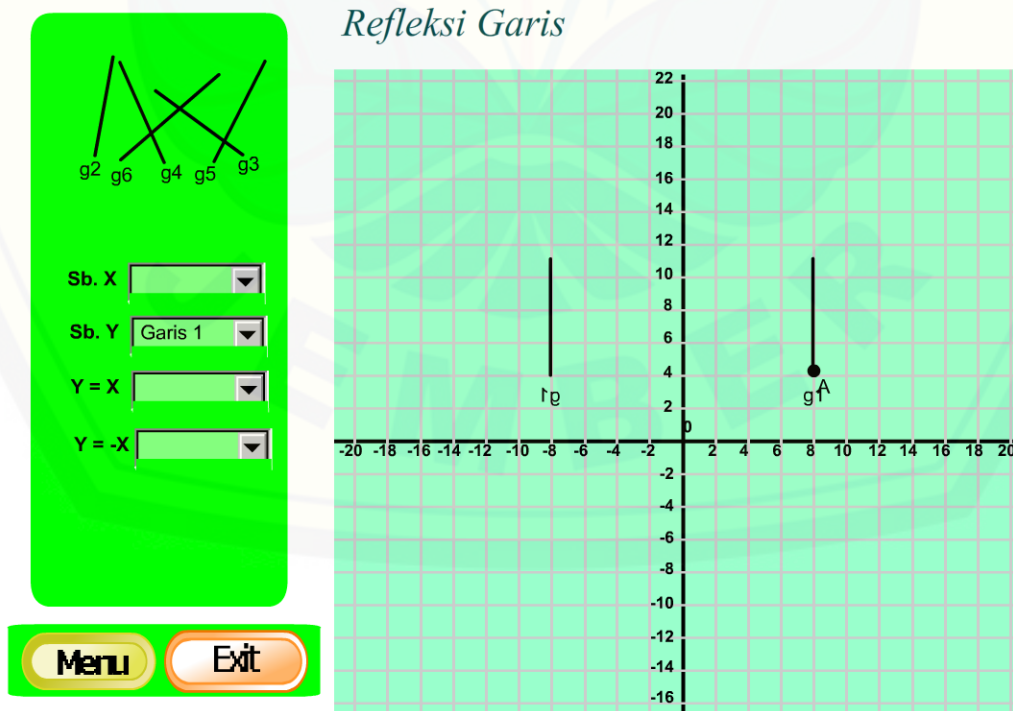 Refleksi Garis
g2 g6 g4 g5 g3
Sb. X
Sb. Y Garis 1
Y = X
Y = -X
Menu Exit
22
20
18
16
14
12
10
8
6
4
2
0
-20 -18 -16 -14 -12 -10 -8 -6 -4 -2 2 4 6 8 10 12 14 16 18 20
-2
-4
-6
-8
-10
-12
-14
-16
g1
g1 A
JEMBER